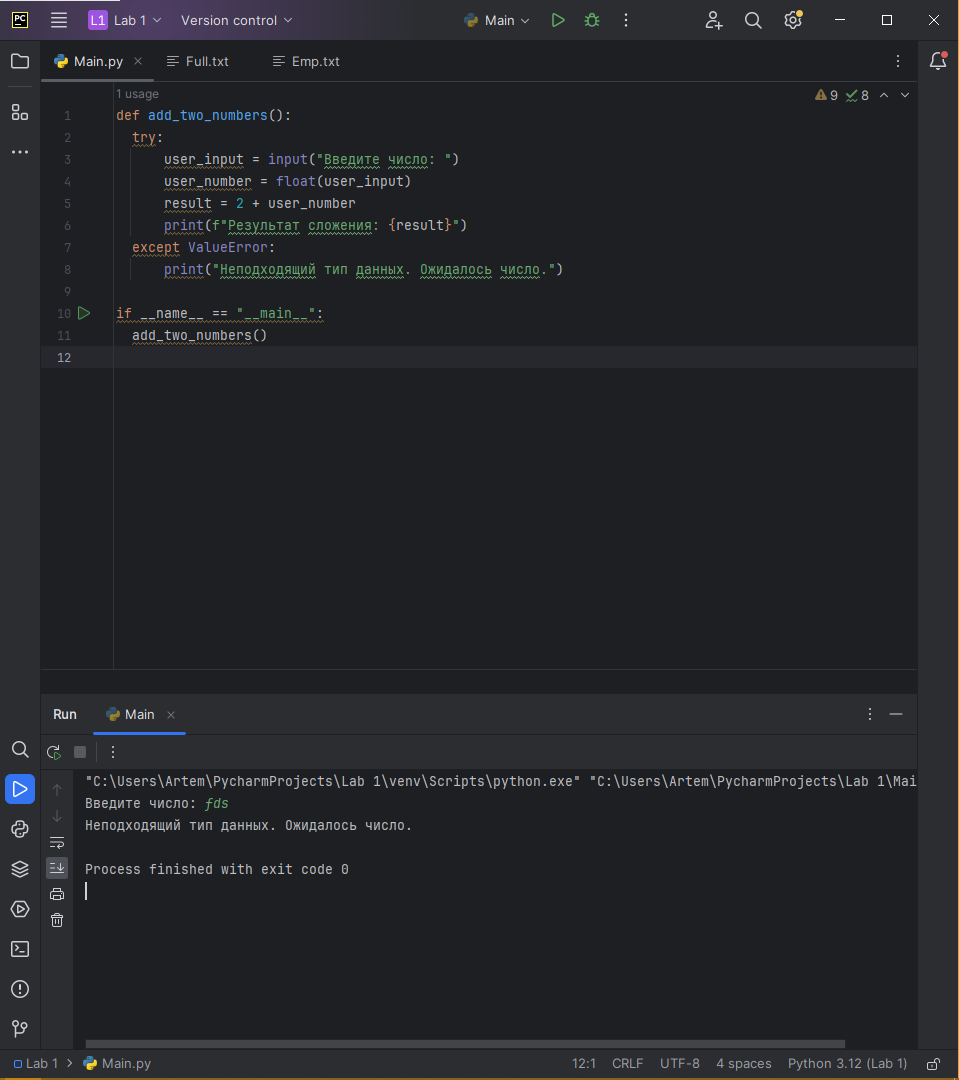 PC L1 Lab 1 Version control Main
Main.py Full.txt Emp.txt
1 usage 9 8
1 def add_two_numbers():
2 try:
3 user_input = input("Введите число: ")
4 user_number = float(user_input)
5 result = 2 + user_number
6 print(f"Результат сложения: {result}")
7 except ValueError:
8 print("Неподходящий тип данных. Ожидалось число.")
9
10 if __name__ == "__main__":
11 add_two_numbers()
12
Run Main
"C:\Users\Artem\PycharmProjects\Lab 1\venv\Scripts\python.exe" "C:\Users\Artem\PycharmProjects\Lab 1\Mai
Введите число: fds
Неподходящий тип данных. Ожидалось число.
Process finished with exit code 0
Lab 1 Main.py 12:1 CRLF UTF-8 4 spaces Python 3.12 (Lab 1)